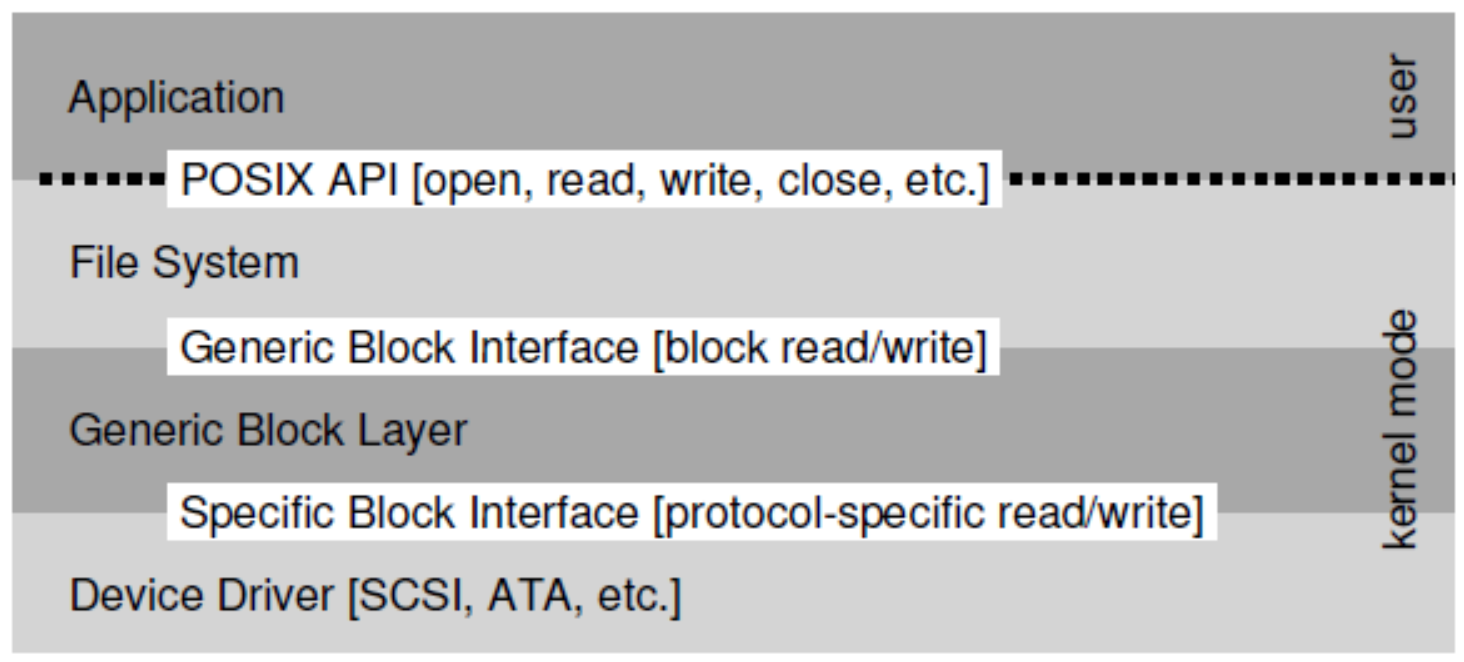 Application
user
POSIX API [open, read, write, close, etc.]
File System
Generic Block Interface [block read/write]
Generic Block Layer
kernel mode
Specific Block Interface [protocol-specific read/write]
Device Driver [SCSI, ATA, etc.]